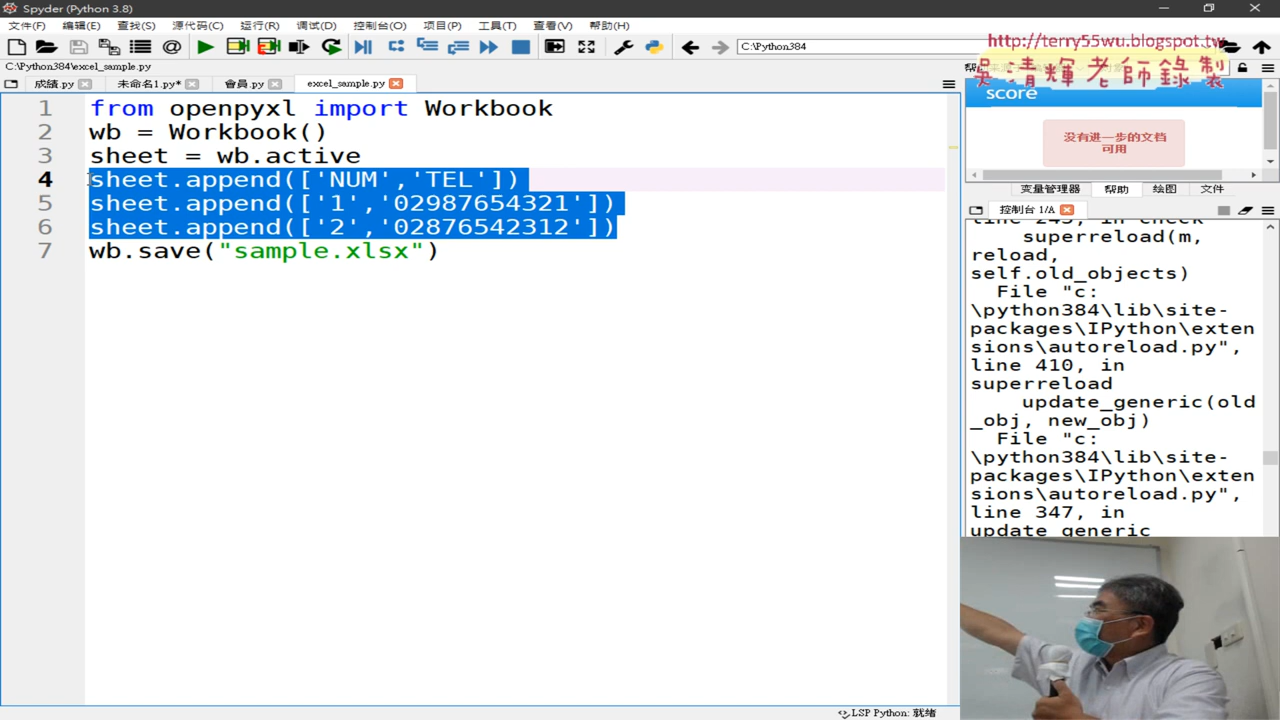 Spyder (Python 3.8)
文件(F) 编辑(E) 查找(S) 源代码(C) 运行(R) 调试(D) 控制台(O) 项目(P) 工具(T) 查看(V) 帮助(H)
C:\Python384
http://terry55wu.blogspot.tw
吳清輝老師錄製
C:\Python384\excel_sample.py
成績.py 未命名1.py* 會員.py excel_sample.py
1 from openpyxl import Workbook
2 wb = Workbook()
3 sheet = wb.active
4 sheet.append(['NUM','TEL'])
5 sheet.append(['1','02987654321'])
6 sheet.append(['2','02876542312'])
7 wb.save("sample.xlsx")
score
没有进一步的文档
可用
变量管理器 帮助 绘图 文件
控制台 1/A
line 245, in check
superreload(m,
reload,
self.old_objects)
File "c:
\python384\lib\site-
packages\IPython\exten
sions\autoreload.py",
line 410, in
superreload
update_generic(old
_obj, new_obj)
File "c:
\python384\lib\site-
packages\IPython\exten
sions\autoreload.py",
line 347, in
update_generic
LSP Python: 就绪